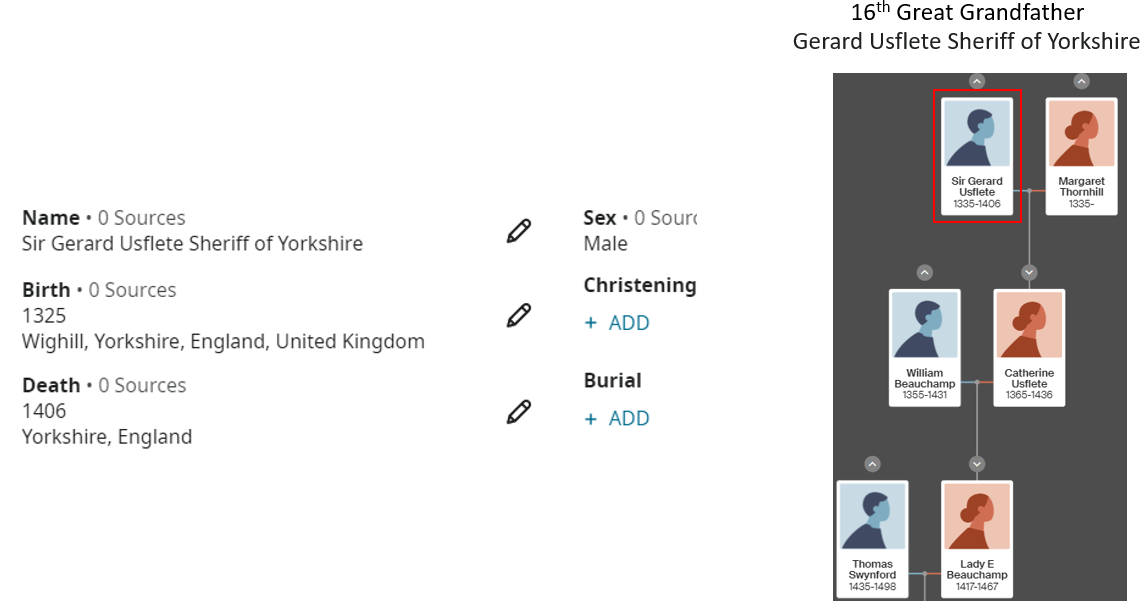 16th Great Grandfather
Gerard Usflete Sheriff of Yorkshire
Name • 0 Sources
Sir Gerard Usflete Sheriff of Yorkshire
Birth • 0 Sources
1325
Wighill, Yorkshire, England, United Kingdom
Death • 0 Sources
1406
Yorkshire, England
Sex • 0 Sourc
Male
Christening
+ ADD
Burial
+ ADD
Sir Gerard
Usflete
1335-1406
Margaret
Thornhill
1335-
William
Beauchamp
1355-1431
Catherine
Usflete
1365-1436
Thomas
Swynford
1435-1498
Lady E
Beauchamp
1417-1467